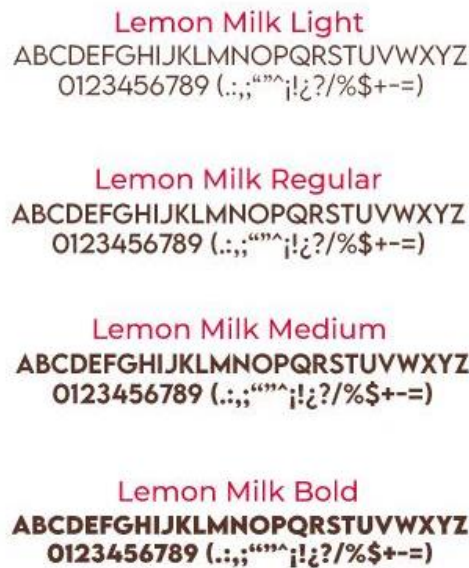 Lemon Milk Light
ABCDEFGHIJKLMNOPQRSTUVWXYZ
0123456789 (.:,;“”^¡!¿?/%$+-=)
Lemon Milk Regular
ABCDEFGHIJKLMNOPQRSTUVWXYZ
0123456789 (.:,;“”^¡!¿?/%$+-=)
Lemon Milk Medium
ABCDEFGHIJKLMNOPQRSTUVWXYZ
0123456789 (.:,;“”^¡!¿?/%$+-=)
Lemon Milk Bold
ABCDEFGHIJKLMNOPQRSTUVWXYZ
0123456789 (.:,;“”^¡!¿?/%$+-=)